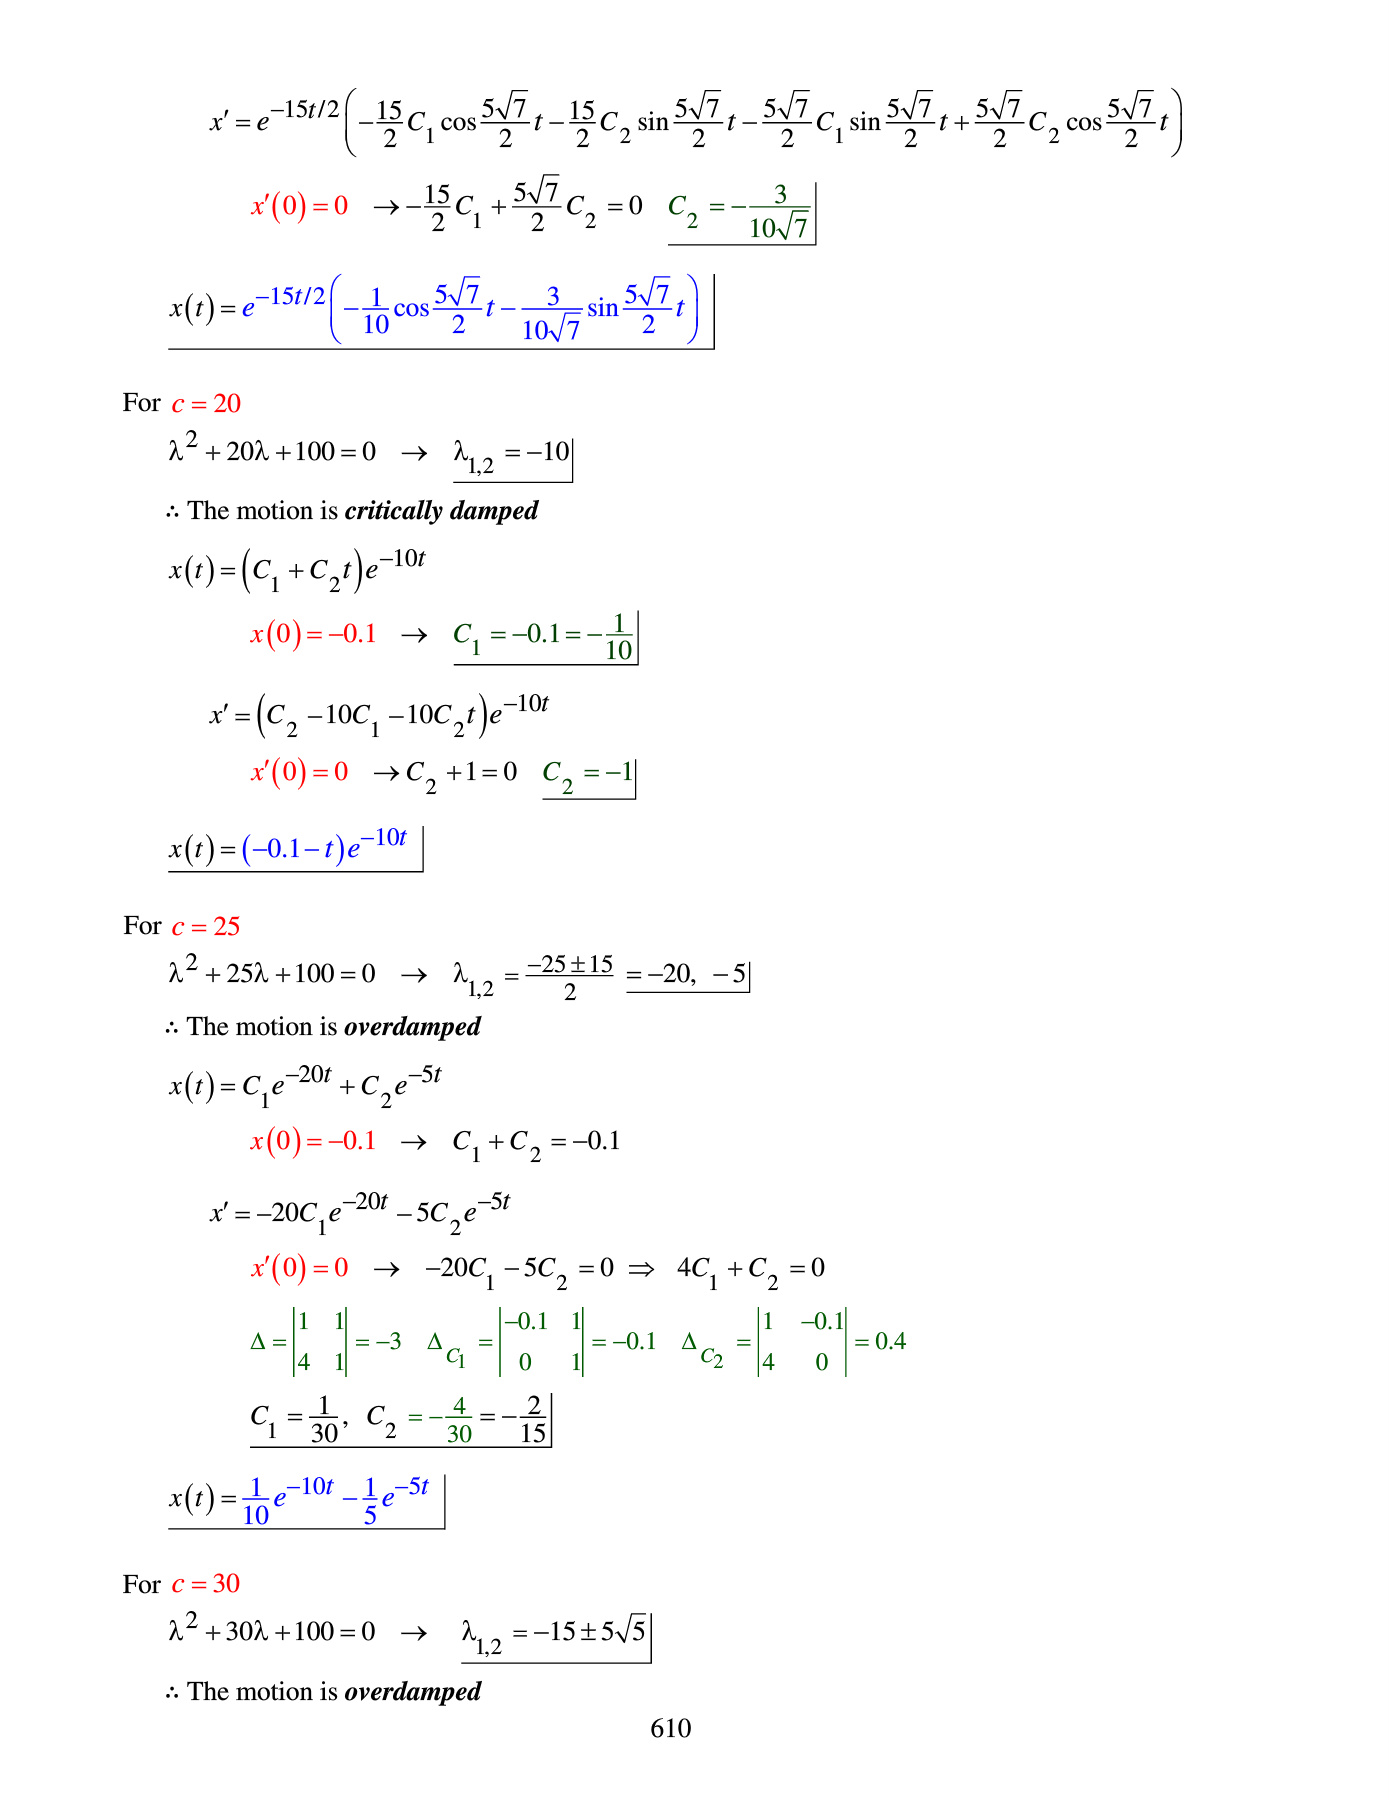 x′ = e^{−15t/2}(−15/2 C₁ cos 5√7/2 t − 15/2 C₂ sin 5√7/2 t − 5√7/2 C₁ sin 5√7/2 t + 5√7/2 C₂ cos 5√7/2 t)
x′(0) = 0 → −15/2 C₁ + 5√7/2 C₂ = 0 C₂ = −3/(10√7)
x(t) = e^{−15t/2}(−1/10 cos 5√7/2 t − 3/(10√7) sin 5√7/2 t)
For c = 20
λ² + 20λ + 100 = 0 → λ_{1,2} = −10
∴ The motion is critically damped
x(t) = (C₁ + C₂t)e^{−10t}
x(0) = −0.1 → C₁ = −0.1 = −1/10
x′ = (C₂ − 10C₁ − 10C₂t)e^{−10t}
x′(0) = 0 → C₂ + 1 = 0 C₂ = −1
x(t) = (−0.1 − t)e^{−10t}
For c = 25
λ² + 25λ + 100 = 0 → λ_{1,2} = (−25 ± 15)/2 = −20, −5
∴ The motion is overdamped
x(t) = C₁e^{−20t} + C₂e^{−5t}
x(0) = −0.1 → C₁ + C₂ = −0.1
x′ = −20C₁e^{−20t} − 5C₂e^{−5t}
x′(0) = 0 → −20C₁ − 5C₂ = 0 ⇒ 4C₁ + C₂ = 0
Δ = |1 1; 4 1| = −3 Δ_{C₁} = |−0.1 1; 0 1| = −0.1 Δ_{C₂} = |1 −0.1; 4 0| = 0.4
C₁ = 1/30, C₂ = −4/30 = −2/15
x(t) = 1/10 e^{−10t} − 1/5 e^{−5t}
For c = 30
λ² + 30λ + 100 = 0 → λ_{1,2} = −15 ± 5√5
∴ The motion is overdamped
610